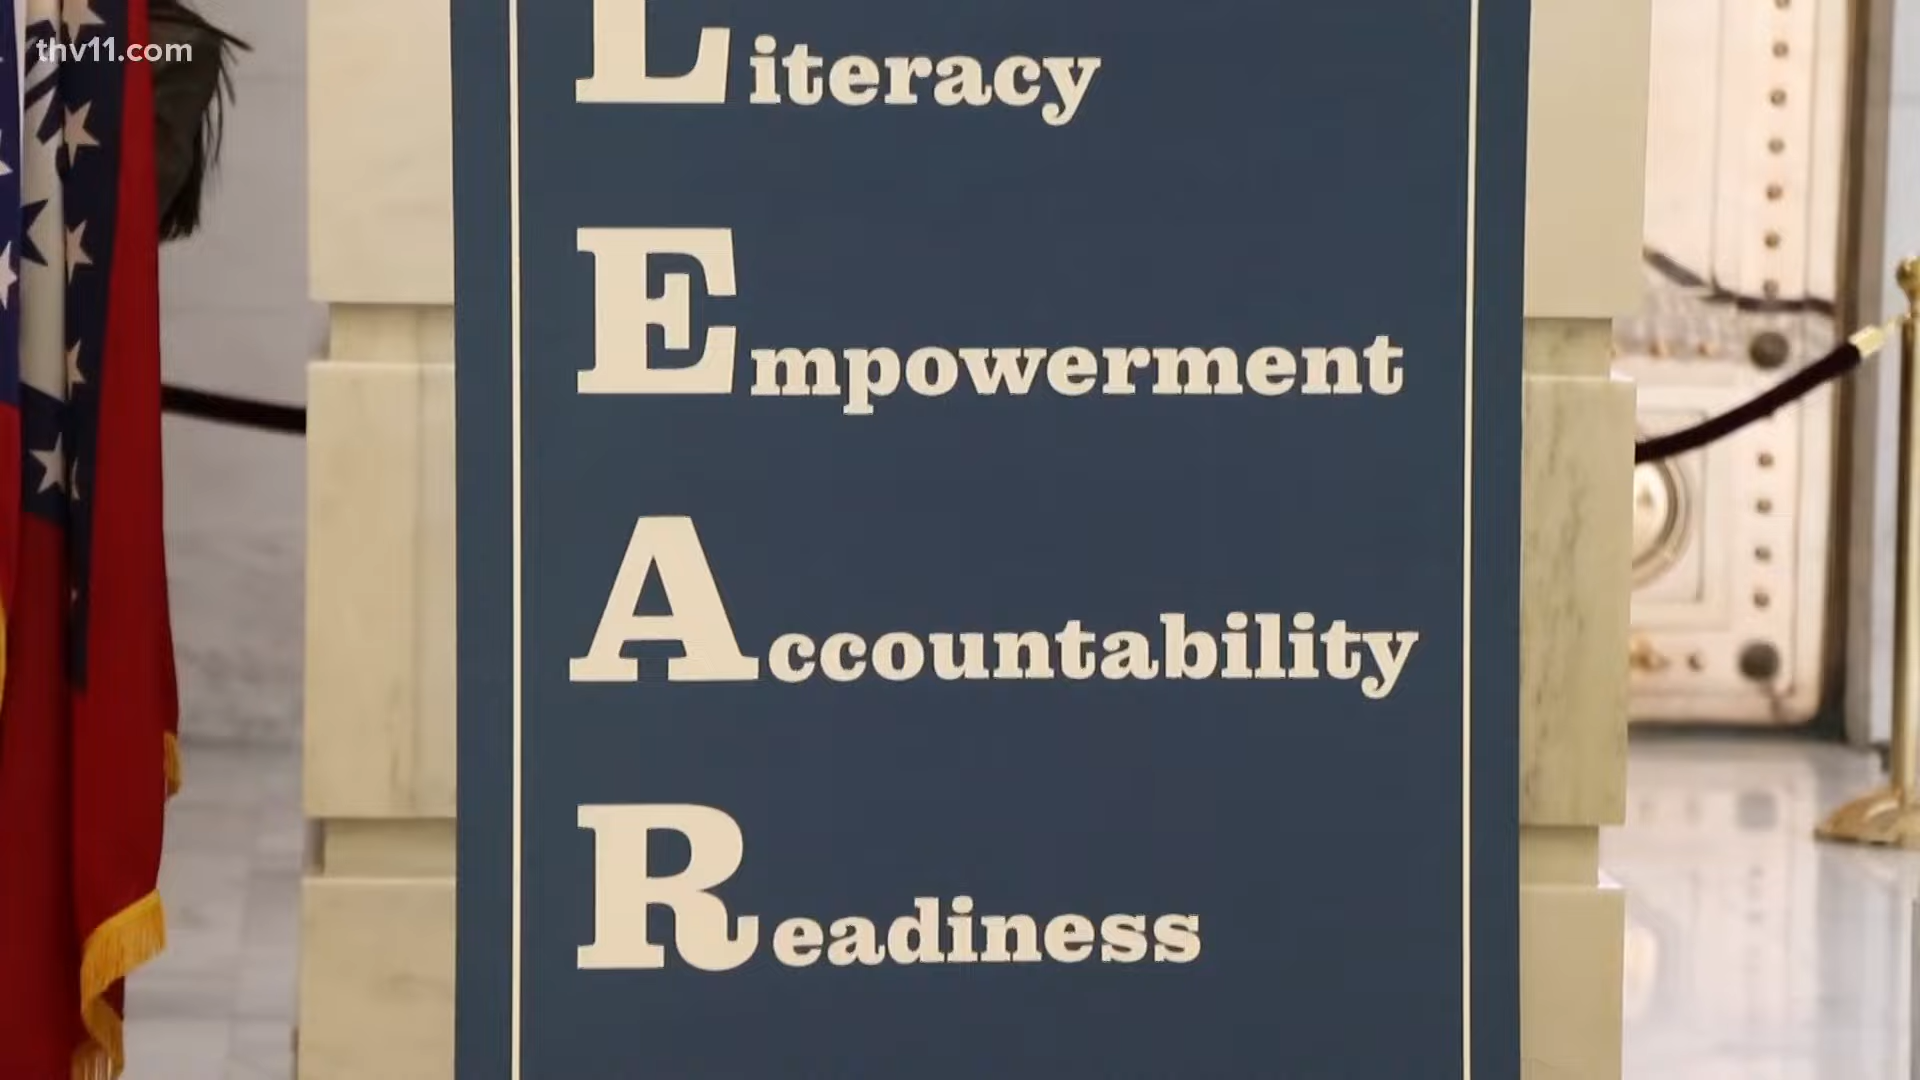 thv11.com
Literacy
Empowerment
Accountability
Readiness